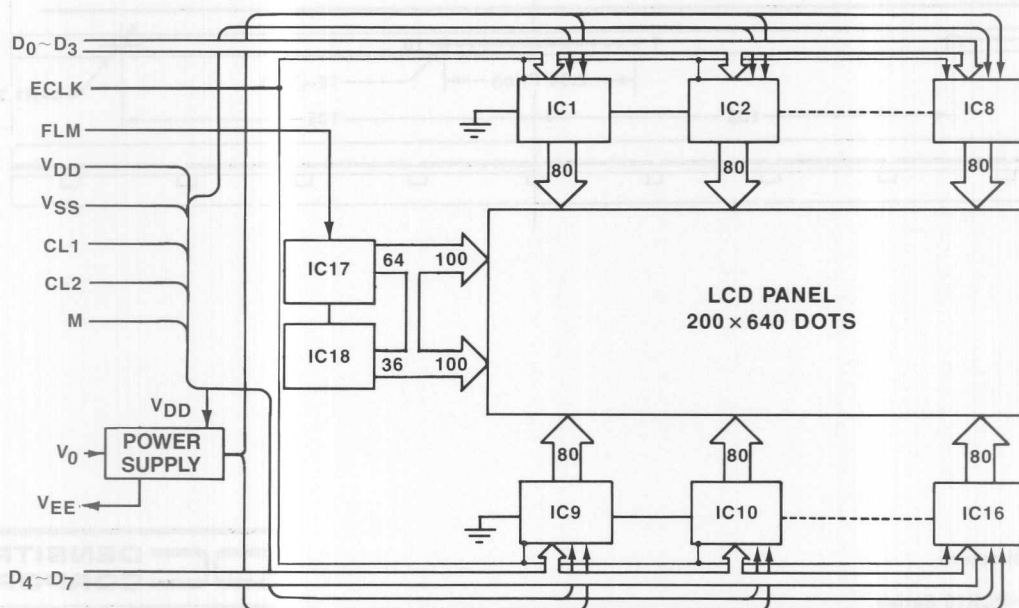 D0~D3
ECLK
FLM
VDD
VSS
CL1
CL2
M
IC1
IC2
IC8
80
80
80
IC17
64
100
LCD PANEL
200 × 640 DOTS
IC18
36
100
VDD
V0
POWER
SUPPLY
VEE
80
80
80
IC9
IC10
IC16
D4~D7